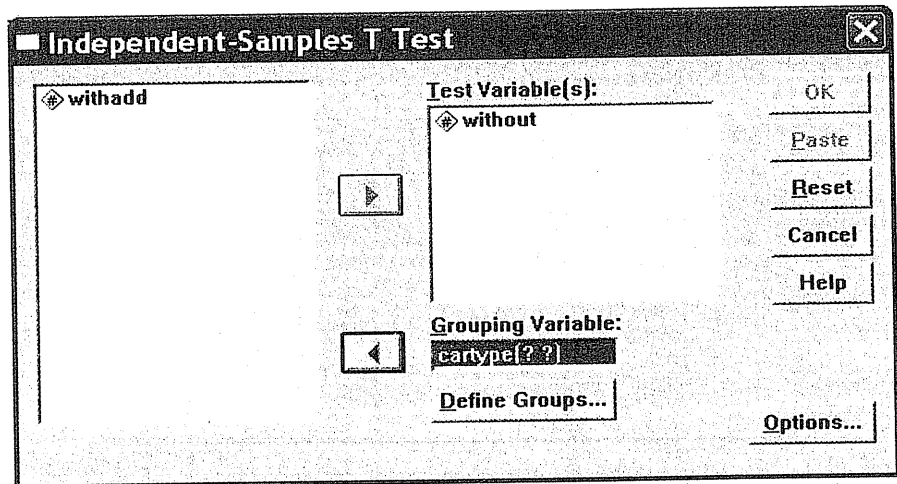 Independent-Samples T Test
withadd
Test Variable(s):
without
OK
Paste
Reset
Cancel
Help
Grouping Variable:
cartype(? ?)
Define Groups...
Options...